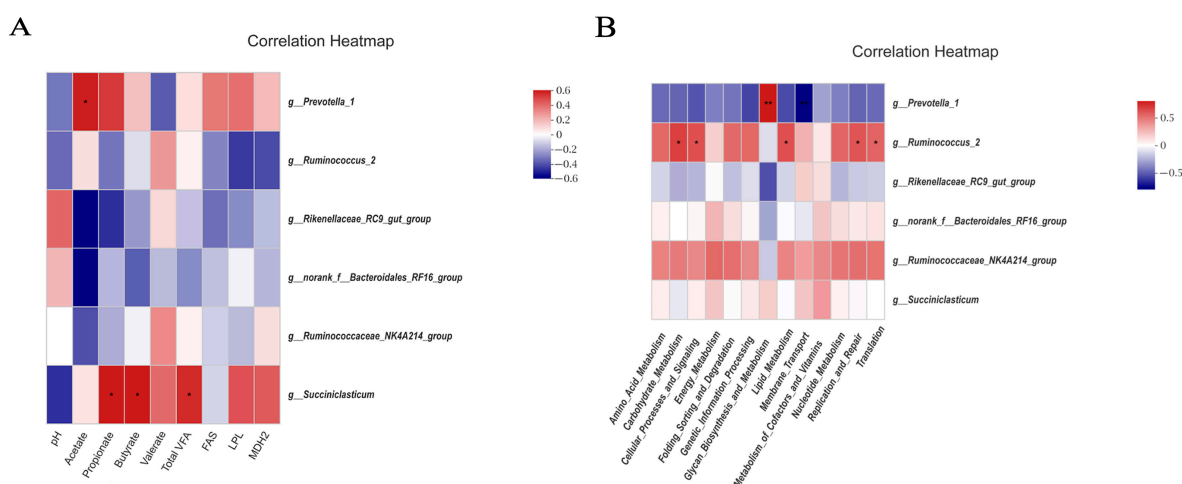 A
Correlation Heatmap
*
g__Prevotella_1
g__Ruminococcus_2
g__Rikenellaceae_RC9_gut_group
g__norank_f__Bacteroidales_RF16_group
g__Ruminococcaceae_NK4A214_group
* * *
g__Succiniclasticum
pH
Acetate
Propionate
Butyrate
Valerate
Total VFA
FAS
LPL
MDH2
0.6
0.4
0.2
0
−0.2
−0.4
−0.6
B
Correlation Heatmap
** **
g__Prevotella_1
* * * * *
g__Ruminococcus_2
g__Rikenellaceae_RC9_gut_group
g__norank_f__Bacteroidales_RF16_group
g__Ruminococcaceae_NK4A214_group
g__Succiniclasticum
Amino_Acid_Metabolism
Carbohydrate_Metabolism
Cellular_Processes_and_Signaling
Energy_Metabolism
Folding_Sorting_and_Degradation
Genetic_Information_Processing
Glycan_Biosynthesis_and_Metabolism
Lipid_Metabolism
Membrane_Transport
Metabolism_of_Cofactors_and_Vitamins
Nucleotide_Metabolism
Replication_and_Repair
Translation
0.5
0
−0.5